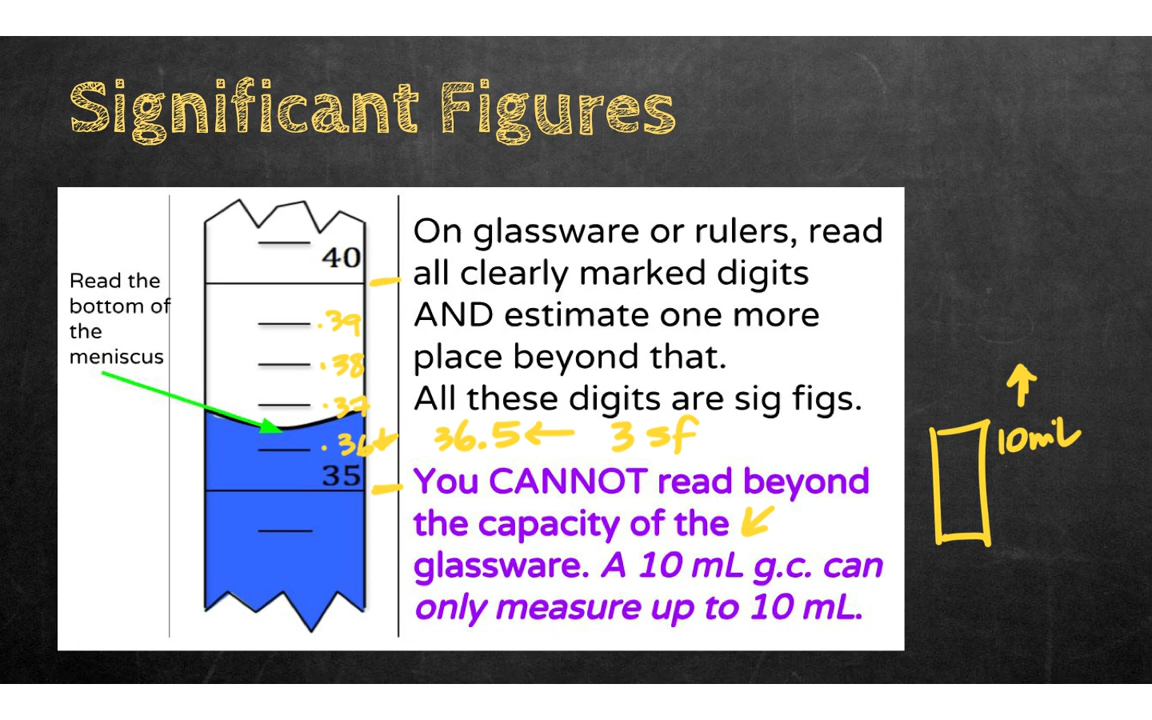 Significant Figures
Read the
bottom of
the
meniscus
40
.39
.38
.37
.36
35
On glassware or rulers, read
all clearly marked digits
AND estimate one more
place beyond that.
All these digits are sig figs.
36.5← 3 sf
You CANNOT read beyond
the capacity of the
glassware. A 10 mL g.c. can
only measure up to 10 mL.
10mL